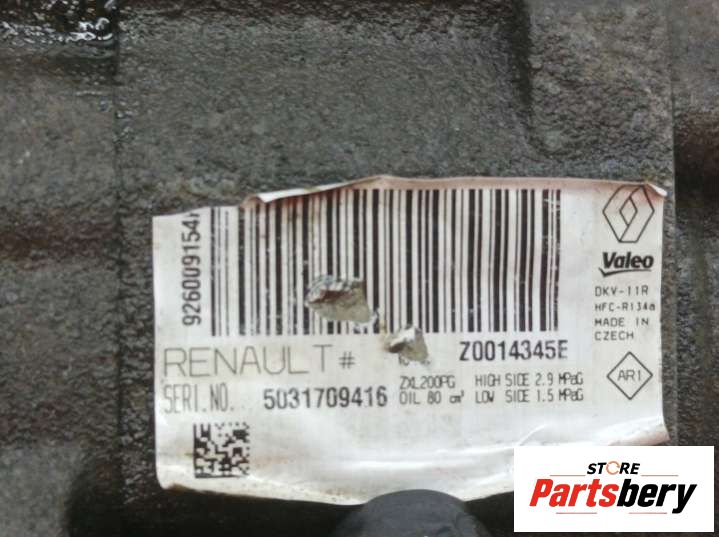 926009154
Valeo
DKV-11R
HFC-R134a
MADE IN
CZECH
RENAULT #
Z0014345E
SERI.NO. 5031709416
ZXL200PG HIGH SIDE 2.9 MPaG
OIL 80 cm³ LOW SIDE 1.5 MPaG
AR1
STORE
Partsbery